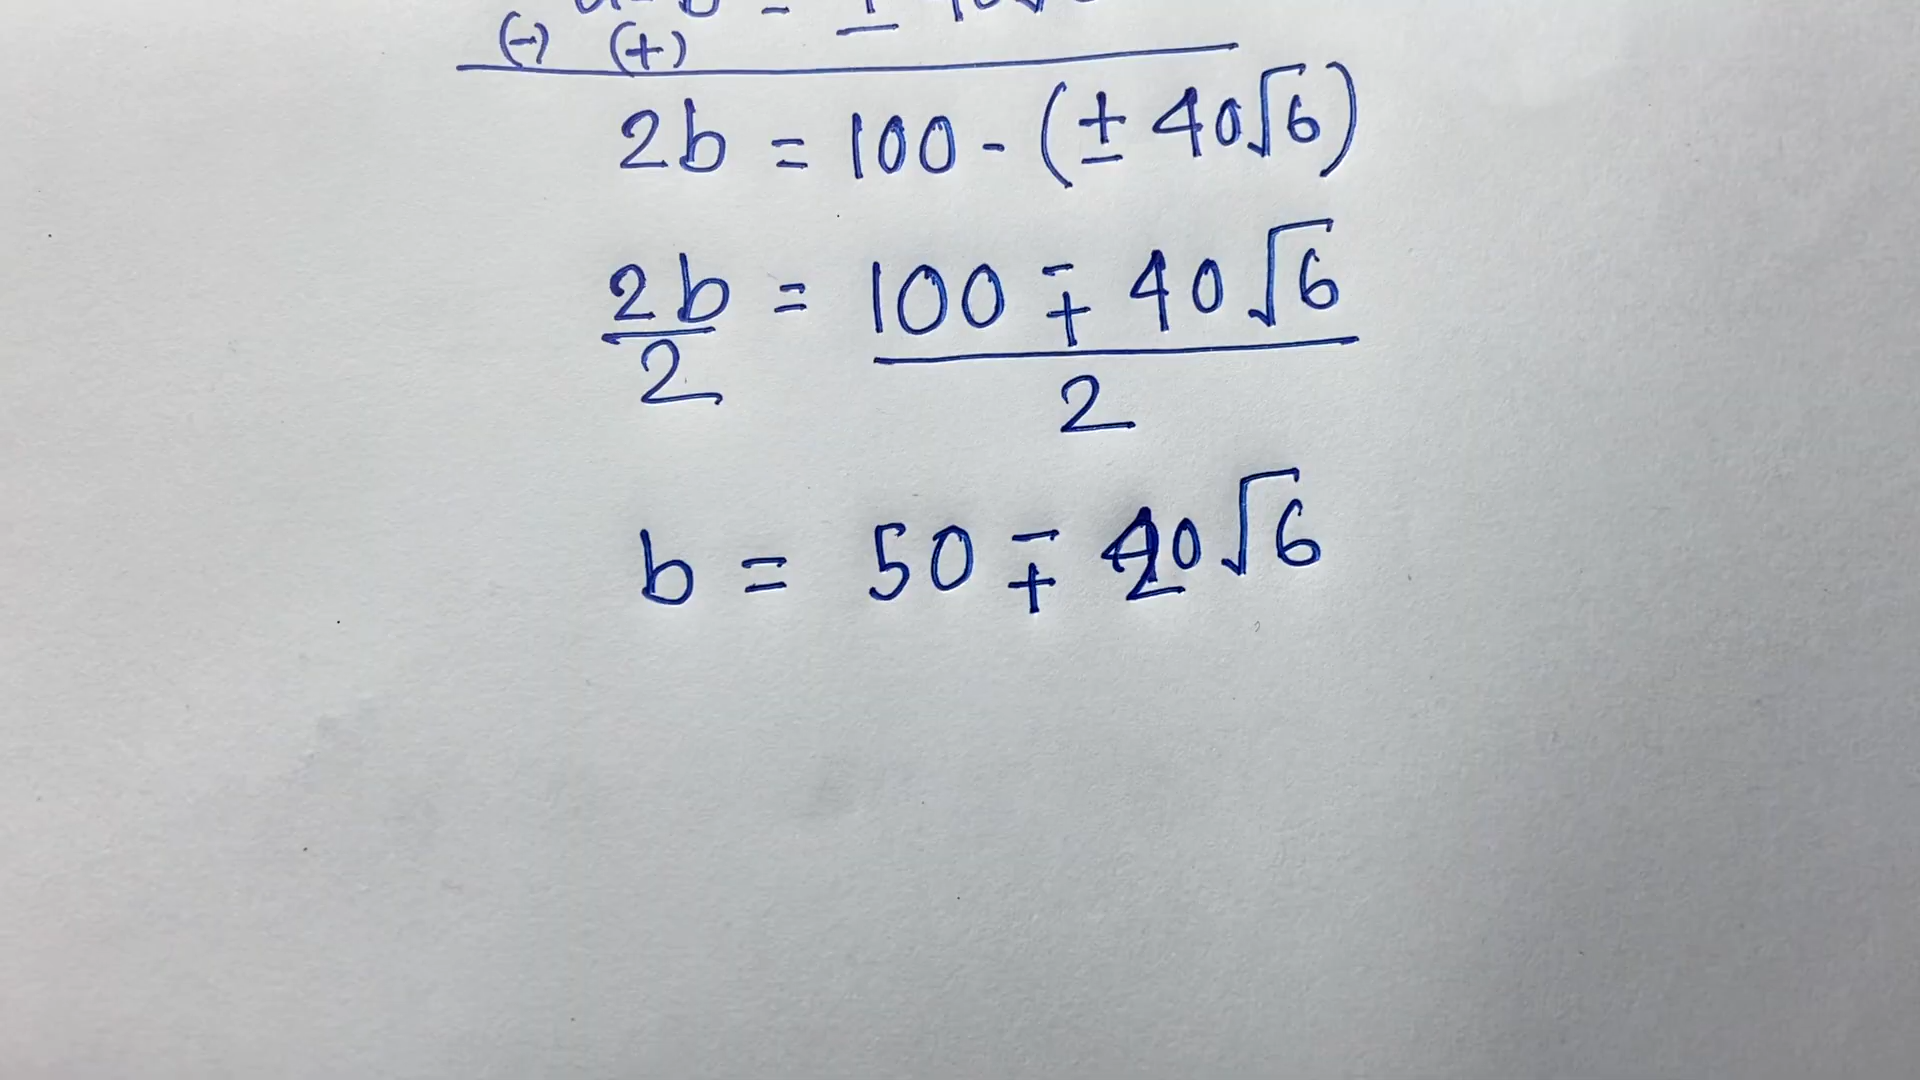 (-) (+)
2b = 100 - (± 40√6)
2b/2 = (100 ∓ 40√6)/2
b = 50 ∓ 20√6